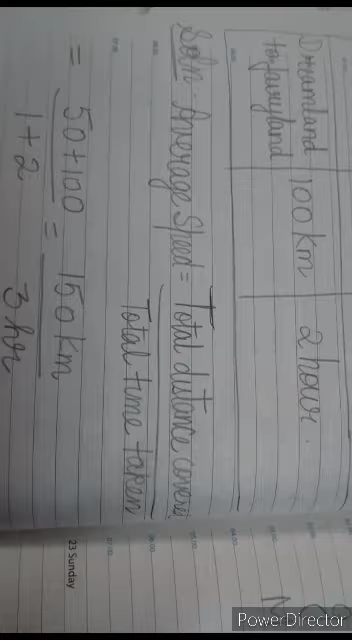 Dreamland 100 km 2 hour.
to fairyland
Soln - Average Speed = Total distance covere
Total time taken
= 50+100 = 150 km
1+2 3 hr
23 Sunday
PowerDirector